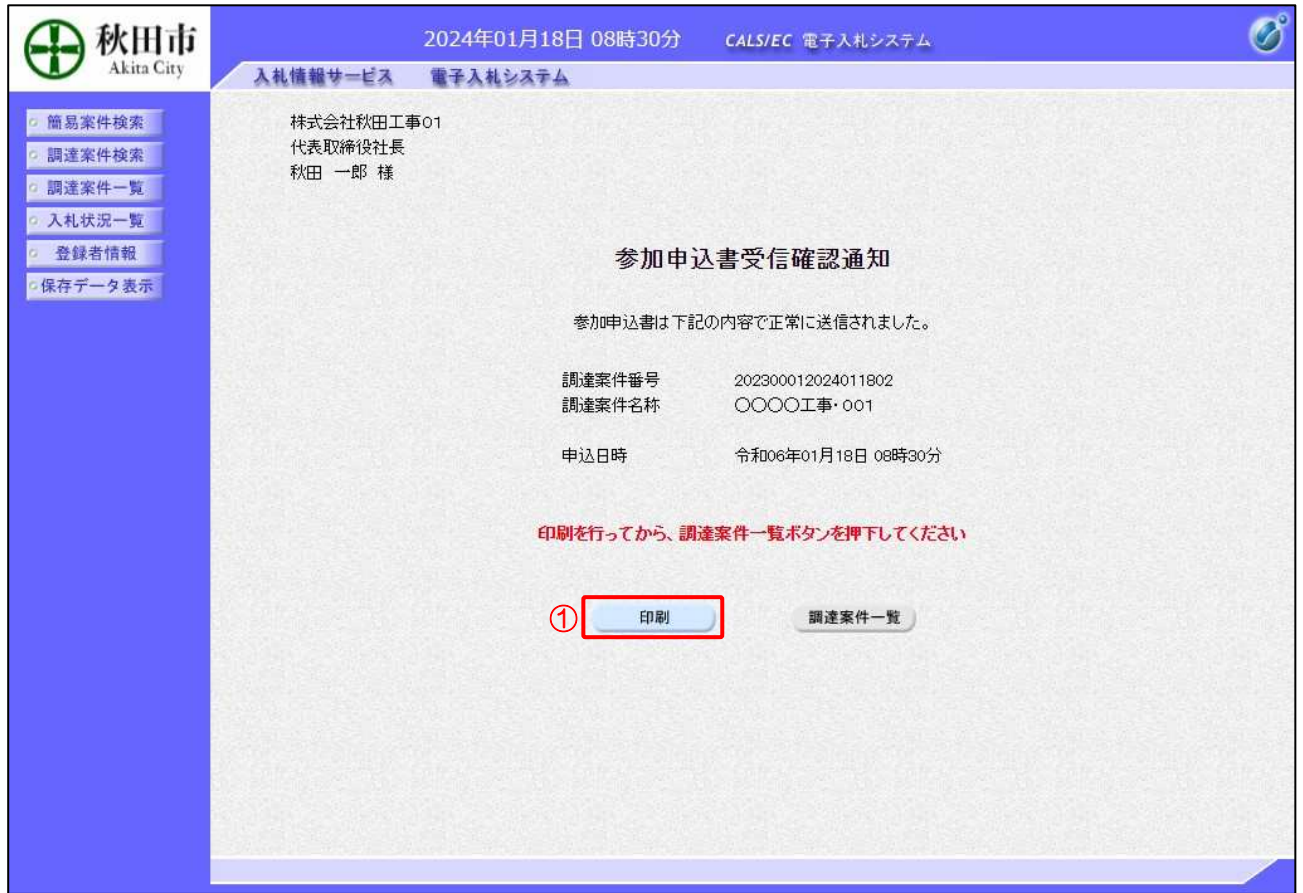 秋田市
Akita City
2024年01月18日 08時30分 CALS/EC 電子入札システム
入札情報サービス 電子入札システム
簡易案件検索
調達案件検索
調達案件一覧
入札状況一覧
登録者情報
保存データ表示
株式会社秋田工事01
代表取締役社長
秋田 一郎 様
参加申込書受信確認通知
参加申込書は下記の内容で正常に送信されました。
調達案件番号 202300012024011802
調達案件名称 〇〇〇〇工事・001
申込日時 令和06年01月18日 08時30分
印刷を行ってから、調達案件一覧ボタンを押下してください
① 印刷 調達案件一覧